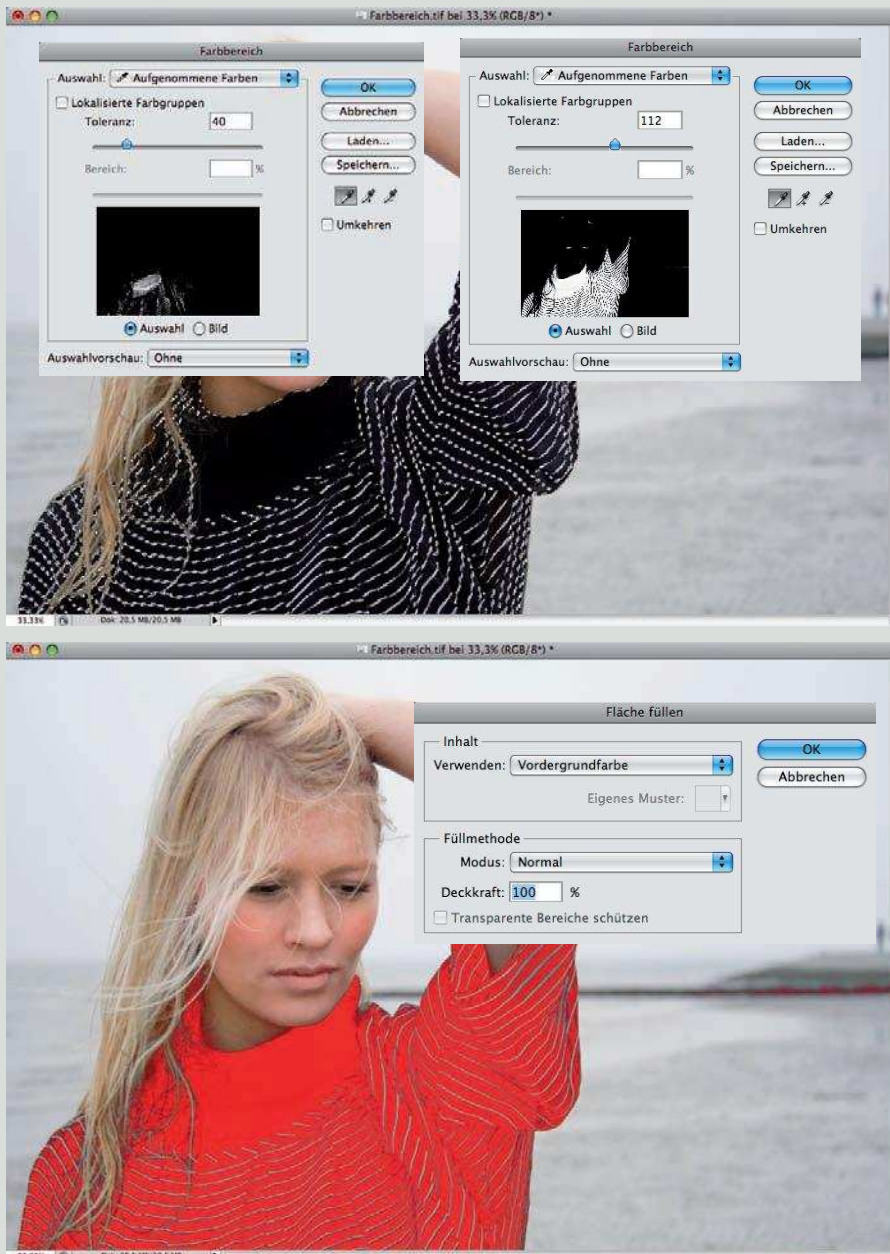 Farbbereich.tif bei 33,3% (RGB/8*) *
Farbbereich
Auswahl: Aufgenommene Farben
Lokalisierte Farbgruppen
Toleranz: 40
Bereich: %
Auswahl Bild
Auswahlvorschau: Ohne
OK
Abbrechen
Laden...
Speichern...
Umkehren
Farbbereich
Auswahl: Aufgenommene Farben
Lokalisierte Farbgruppen
Toleranz: 112
Bereich: %
Auswahl Bild
Auswahlvorschau: Ohne
OK
Abbrechen
Laden...
Speichern...
Umkehren
33,33% Dok: 20,5 MB/20,5 MB
Farbbereich.tif bei 33,3% (RGB/8*) *
Fläche füllen
Inhalt
Verwenden: Vordergrundfarbe
Eigenes Muster:
Füllmethode
Modus: Normal
Deckkraft: 100 %
Transparente Bereiche schützen
OK
Abbrechen